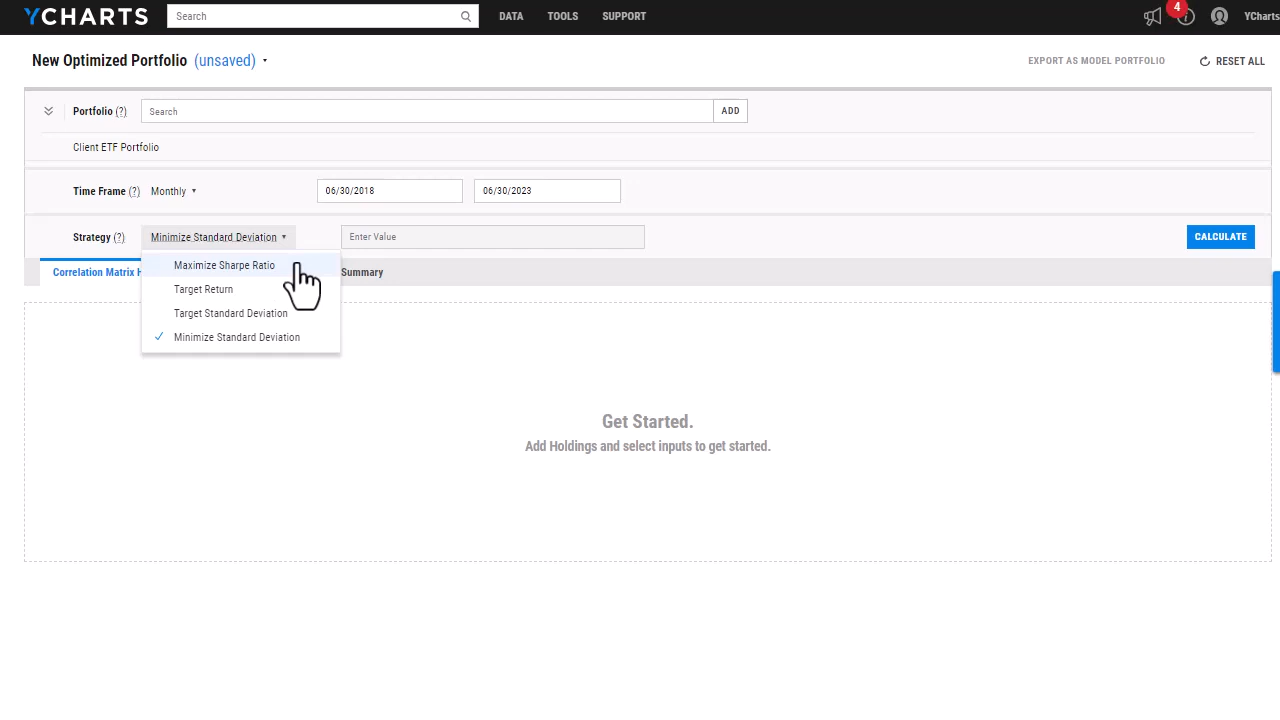 YCHARTS Search DATA TOOLS SUPPORT 4 YCharts
New Optimized Portfolio (unsaved) EXPORT AS MODEL PORTFOLIO RESET ALL
Portfolio (?) Search ADD
Client ETF Portfolio
Time Frame (?) Monthly 06/30/2018 06/30/2023
Strategy (?) Minimize Standard Deviation Enter Value CALCULATE
Maximize Sharpe Ratio
Correlation Matrix H Summary
Target Return
Target Standard Deviation
Minimize Standard Deviation
Get Started.
Add Holdings and select inputs to get started.